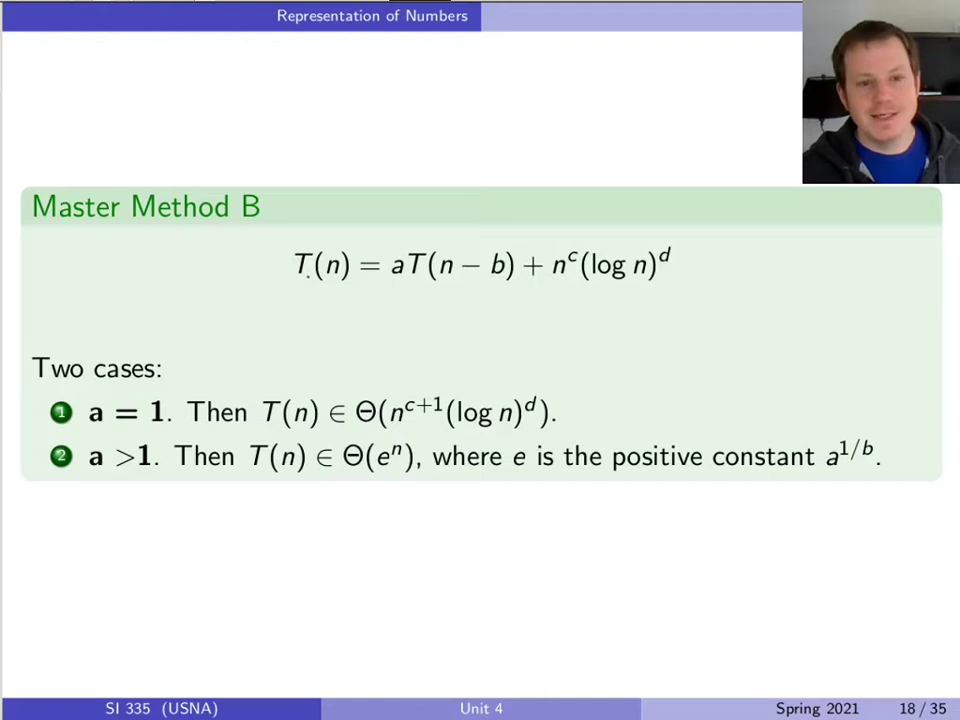 Representation of Numbers
Master Method B
T(n) = aT(n − b) + n^c(log n)^d
Two cases:
1 a = 1. Then T(n) ∈ Θ(n^{c+1}(log n)^d).
2 a >1. Then T(n) ∈ Θ(e^n), where e is the positive constant a^{1/b}.
SI 335 (USNA) Unit 4 Spring 2021 18 / 35